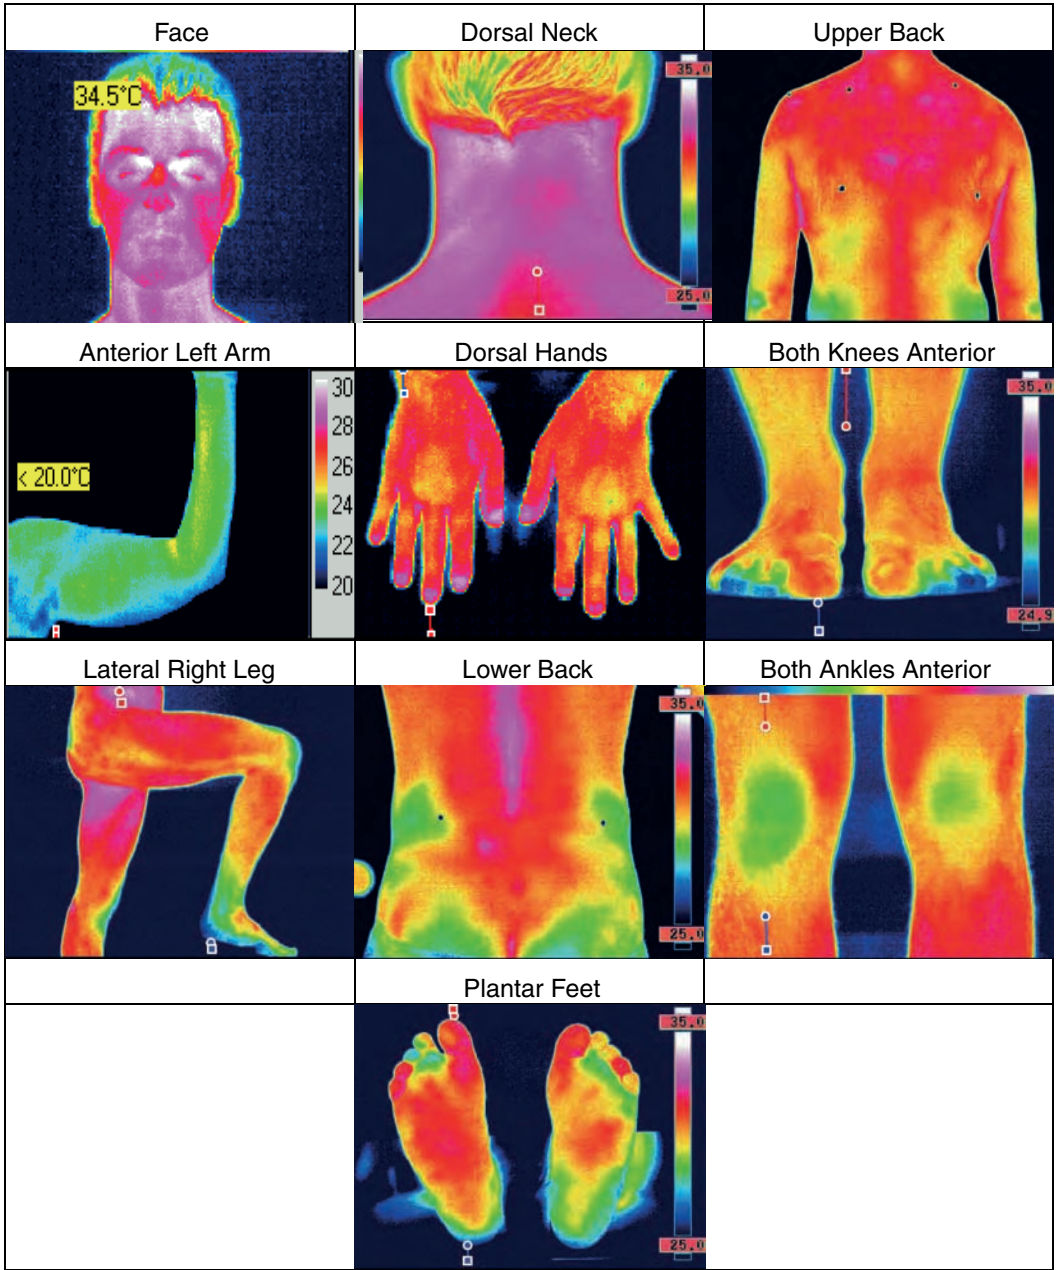 Face
Dorsal Neck
Upper Back
34.5°C
35.0
25.0
Anterior Left Arm
Dorsal Hands
Both Knees Anterior
< 20.0°C
30
28
26
24
22
20
35.0
24.9
Lateral Right Leg
Lower Back
Both Ankles Anterior
35.0
25.0
Plantar Feet
35.0
25.0